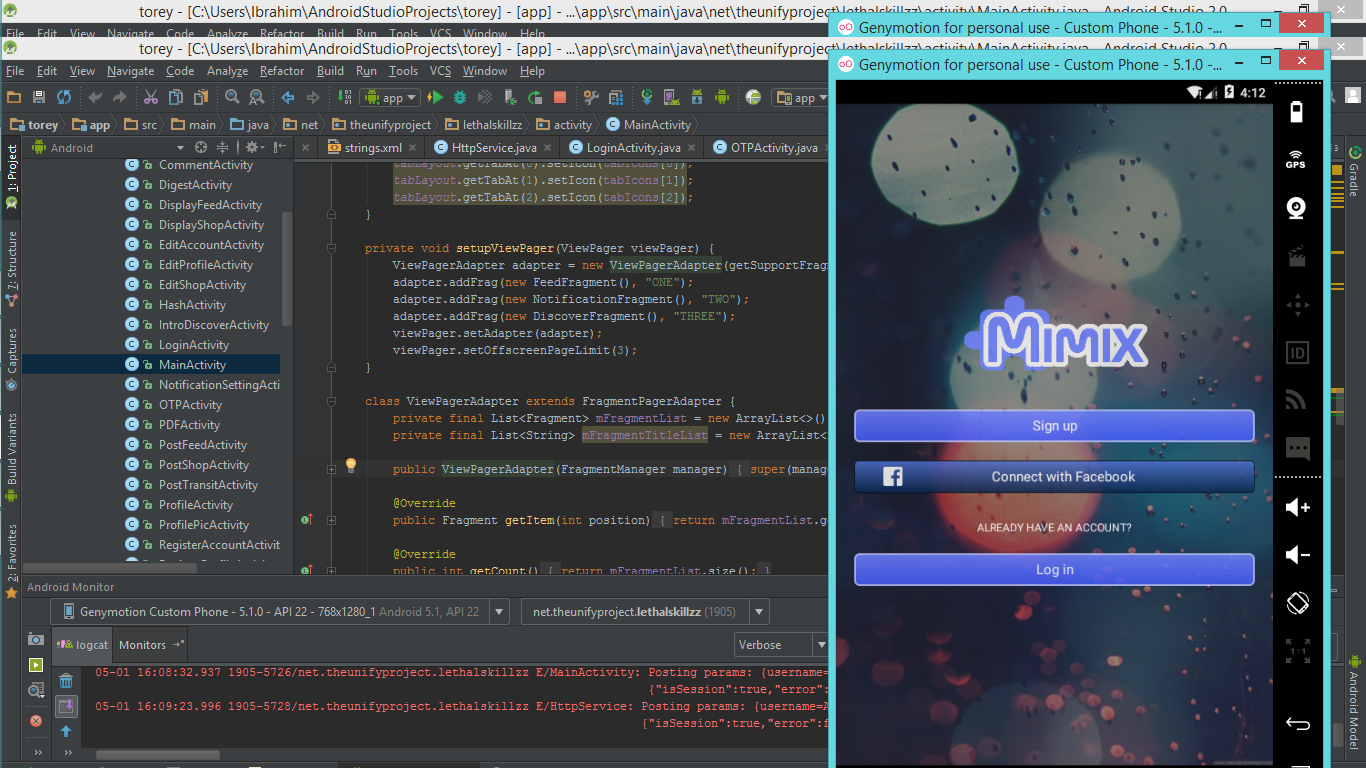 torey - [C:\Users\Ibrahim\AndroidStudioProjects\torey] - [app] - ...\app\src\main\java\net\theunifyproject\lethalskillzz\activity\MainActivity.java - Android Studio 2.0
File Edit View Navigate Code Analyze Refactor Build Run Tools VCS Window Help
Genymotion for personal use - Custom Phone - 5.1.0 -...
torey - [C:\Users\Ibrahim\AndroidStudioProjects\torey] - [app] - ...\app\src\main\java\net\theunifyproject
Genymotion for personal use - Custom Phone - 5.1.0 -...
File Edit View Navigate Code Analyze Refactor Build Run Tools VCS Window Help
app
app
torey app src main java net theunifyproject lethalskillzz activity MainActivity
Android
strings.xml HttpService.java LoginActivity.java OTPActivity.java
1: Project
7: Structure
Captures
Build Variants
2: Favorites
CommentActivity
DigestActivity
DisplayFeedActivity
DisplayShopActivity
EditAccountActivity
EditProfileActivity
EditShopActivity
HashActivity
IntroDiscoverActivity
LoginActivity
MainActivity
NotificationSettingActi
OTPActivity
PDFActivity
PostFeedActivity
PostShopActivity
PostTransitActivity
ProfileActivity
ProfilePicActivity
RegisterAccountActivit
tabLayout.getTabAt(0).setIcon(tabIcons[0]);
tabLayout.getTabAt(1).setIcon(tabIcons[1]);
tabLayout.getTabAt(2).setIcon(tabIcons[2]);
}
private void setupViewPager(ViewPager viewPager) {
ViewPagerAdapter adapter = new ViewPagerAdapter(getSupportFrag
adapter.addFrag(new FeedFragment(), "ONE");
adapter.addFrag(new NotificationFragment(), "TWO");
adapter.addFrag(new DiscoverFragment(), "THREE");
viewPager.setAdapter(adapter);
viewPager.setOffscreenPageLimit(3);
}
class ViewPagerAdapter extends FragmentPagerAdapter {
private final List<Fragment> mFragmentList = new ArrayList<>()
private final List<String> mFragmentTitleList = new ArrayList<
public ViewPagerAdapter(FragmentManager manager) { super(manag
@Override
public Fragment getItem(int position) { return mFragmentList.g
@Override
public int getCount() { return mFragmentList.size(); }
Android Monitor
Genymotion Custom Phone - 5.1.0 - API 22 - 768x1280_1 Android 5.1, API 22
net.theunifyproject.lethalskillzz (1905)
logcat Monitors
Verbose
05-01 16:08:32.937 1905-5726/net.theunifyproject.lethalskillzz E/MainActivity: Posting params: {username=
{"isSession":true,"error":
05-01 16:09:23.996 1905-5728/net.theunifyproject.lethalskillzz E/HttpService: Posting params: {username=A
{"isSession":true,"error":f
4:12
Mimix
Sign up
Connect with Facebook
ALREADY HAVE AN ACCOUNT?
Log in
GPS
ID
1:1
Gradle
Android Model